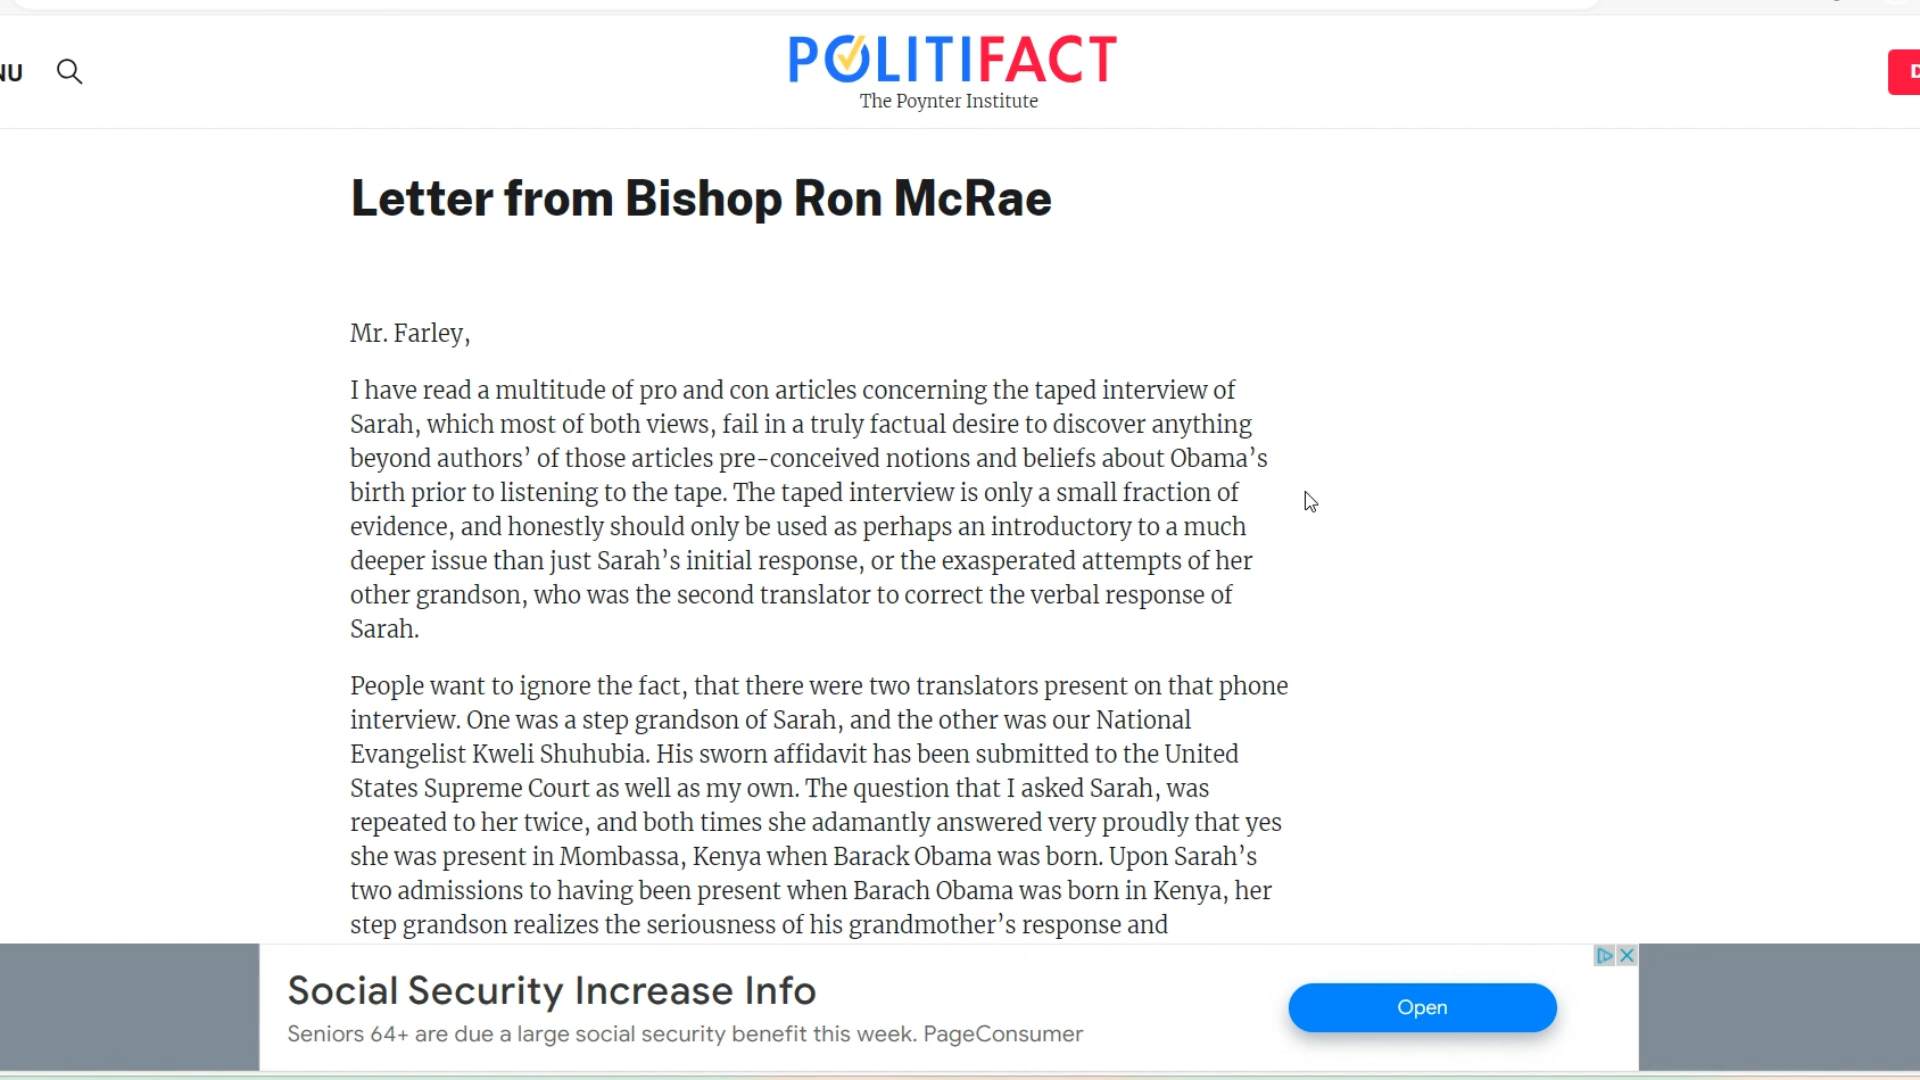 NU
POLITIFACT
The Poynter Institute
Letter from Bishop Ron McRae
Mr. Farley,
I have read a multitude of pro and con articles concerning the taped interview of
Sarah, which most of both views, fail in a truly factual desire to discover anything
beyond authors’ of those articles pre-conceived notions and beliefs about Obama’s
birth prior to listening to the tape. The taped interview is only a small fraction of
evidence, and honestly should only be used as perhaps an introductory to a much
deeper issue than just Sarah’s initial response, or the exasperated attempts of her
other grandson, who was the second translator to correct the verbal response of
Sarah.
People want to ignore the fact, that there were two translators present on that phone
interview. One was a step grandson of Sarah, and the other was our National
Evangelist Kweli Shuhubia. His sworn affidavit has been submitted to the United
States Supreme Court as well as my own. The question that I asked Sarah, was
repeated to her twice, and both times she adamantly answered very proudly that yes
she was present in Mombassa, Kenya when Barack Obama was born. Upon Sarah’s
two admissions to having been present when Barach Obama was born in Kenya, her
step grandson realizes the seriousness of his grandmother’s response and
Social Security Increase Info
Seniors 64+ are due a large social security benefit this week. PageConsumer
Open